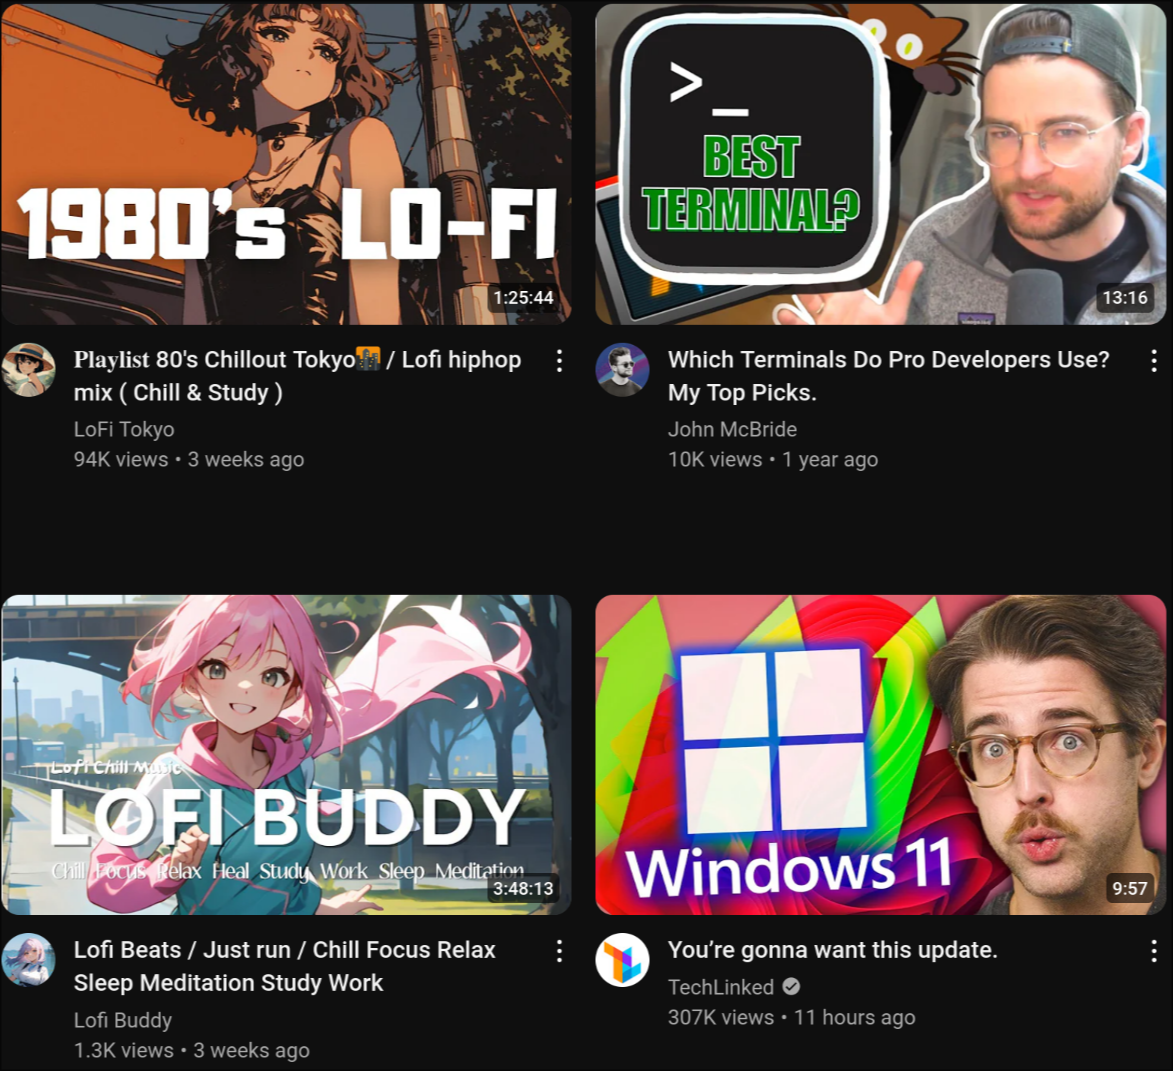 1980's LO-FI
1:25:44
Playlist 80's Chillout Tokyo🌆 / Lofi hiphop
mix ( Chill & Study )
LoFi Tokyo
94K views • 3 weeks ago
>_
BEST
TERMINAL?
13:16
Which Terminals Do Pro Developers Use?
My Top Picks.
John McBride
10K views • 1 year ago
Lofi Chill Music
LOFI BUDDY
Chill Focus Relax Heal Study Work Sleep Meditation
3:48:13
Lofi Beats / Just run / Chill Focus Relax
Sleep Meditation Study Work
Lofi Buddy
1.3K views • 3 weeks ago
Windows 11
9:57
You're gonna want this update.
TechLinked
307K views • 11 hours ago